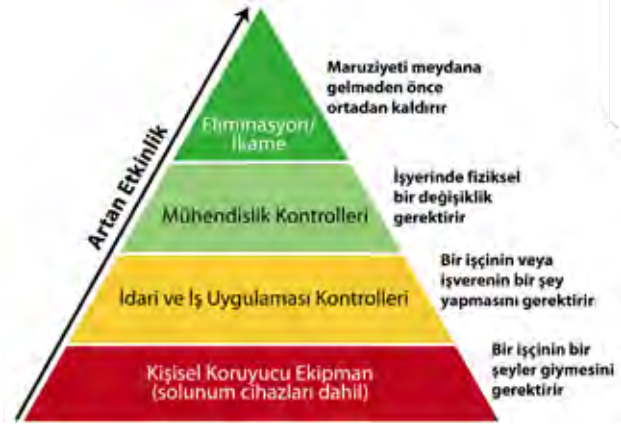 Artan Etkinlik
Eliminasyon/
İkame
Maruziyeti meydana
gelmeden önce
ortadan kaldırır
Mühendislik Kontrolleri
İşyerinde fiziksel
bir değişiklik
gerektirir
İdari ve İş Uygulaması Kontrolleri
Bir işçinin veya
işverenin bir şey
yapmasını gerektirir
Kişisel Koruyucu Ekipman
(solunum cihazları dahil)
Bir işçinin bir
şeyler giymesini
gerektirir